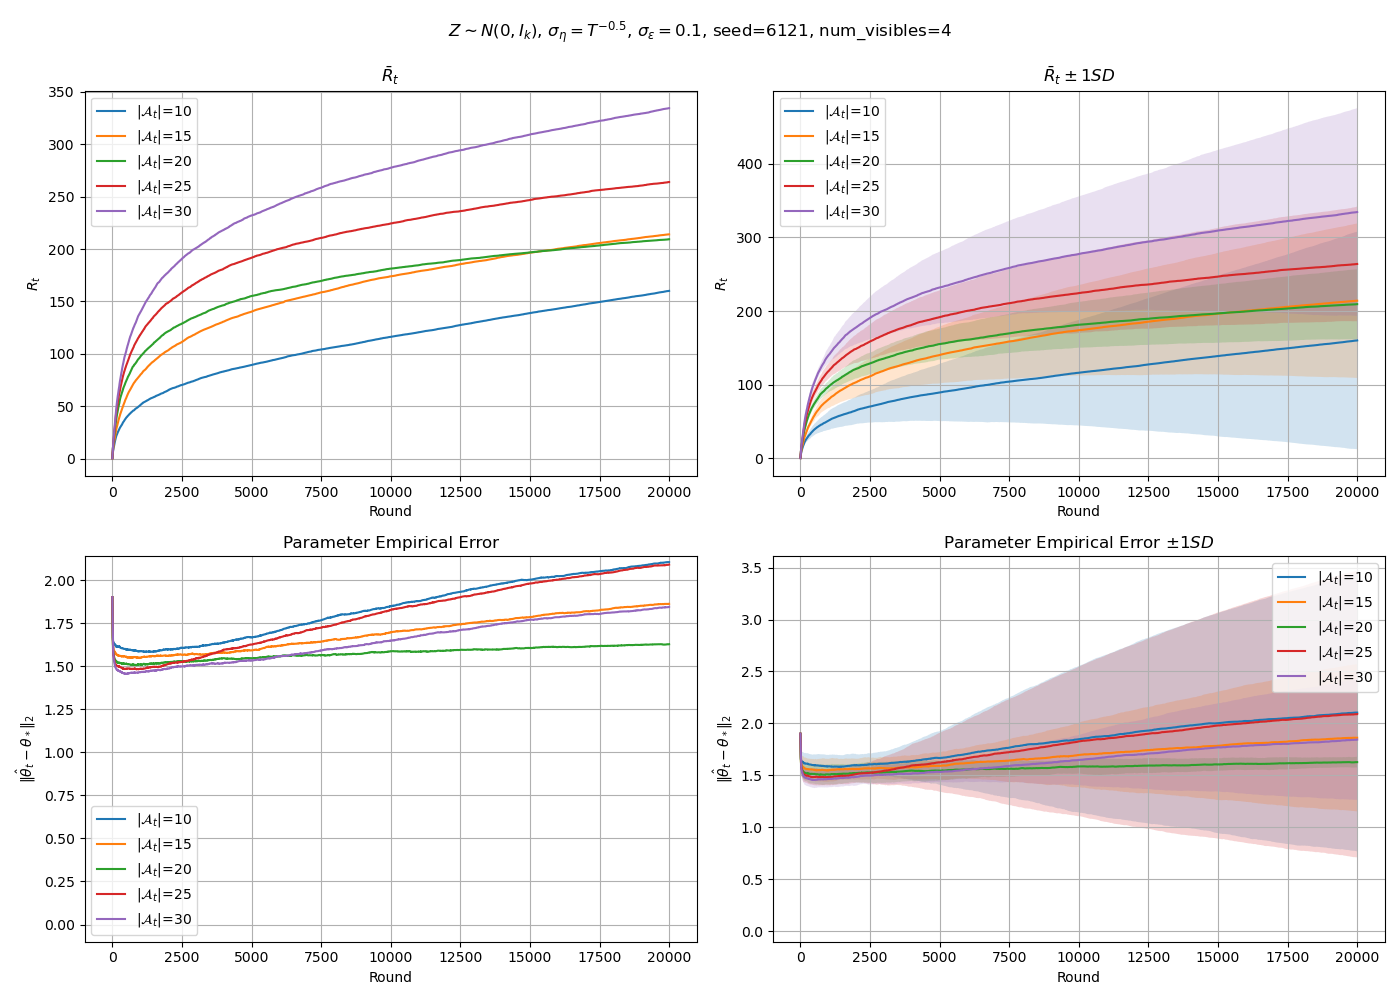 Z ∼ N(0, I_k), σ_η = T^{−0.5}, σ_ε = 0.1, seed=6121, num_visibles=4
R̄_t
350
300
250
200
150
100
50
0
R_t
|𝒜_t|=10
|𝒜_t|=15
|𝒜_t|=20
|𝒜_t|=25
|𝒜_t|=30
0 2500 5000 7500 10000 12500 15000 17500 20000
Round
R̄_t ± 1SD
400
300
200
100
0
R_t
|𝒜_t|=10
|𝒜_t|=15
|𝒜_t|=20
|𝒜_t|=25
|𝒜_t|=30
0 2500 5000 7500 10000 12500 15000 17500 20000
Round
Parameter Empirical Error
2.00
1.75
1.50
1.25
1.00
0.75
0.50
0.25
0.00
‖θ̂_t − θ_*‖₂
|𝒜_t|=10
|𝒜_t|=15
|𝒜_t|=20
|𝒜_t|=25
|𝒜_t|=30
0 2500 5000 7500 10000 12500 15000 17500 20000
Round
Parameter Empirical Error ±1SD
3.5
3.0
2.5
2.0
1.5
1.0
0.5
0.0
‖θ̂_t − θ_*‖₂
|𝒜_t|=10
|𝒜_t|=15
|𝒜_t|=20
|𝒜_t|=25
|𝒜_t|=30
0 2500 5000 7500 10000 12500 15000 17500 20000
Round